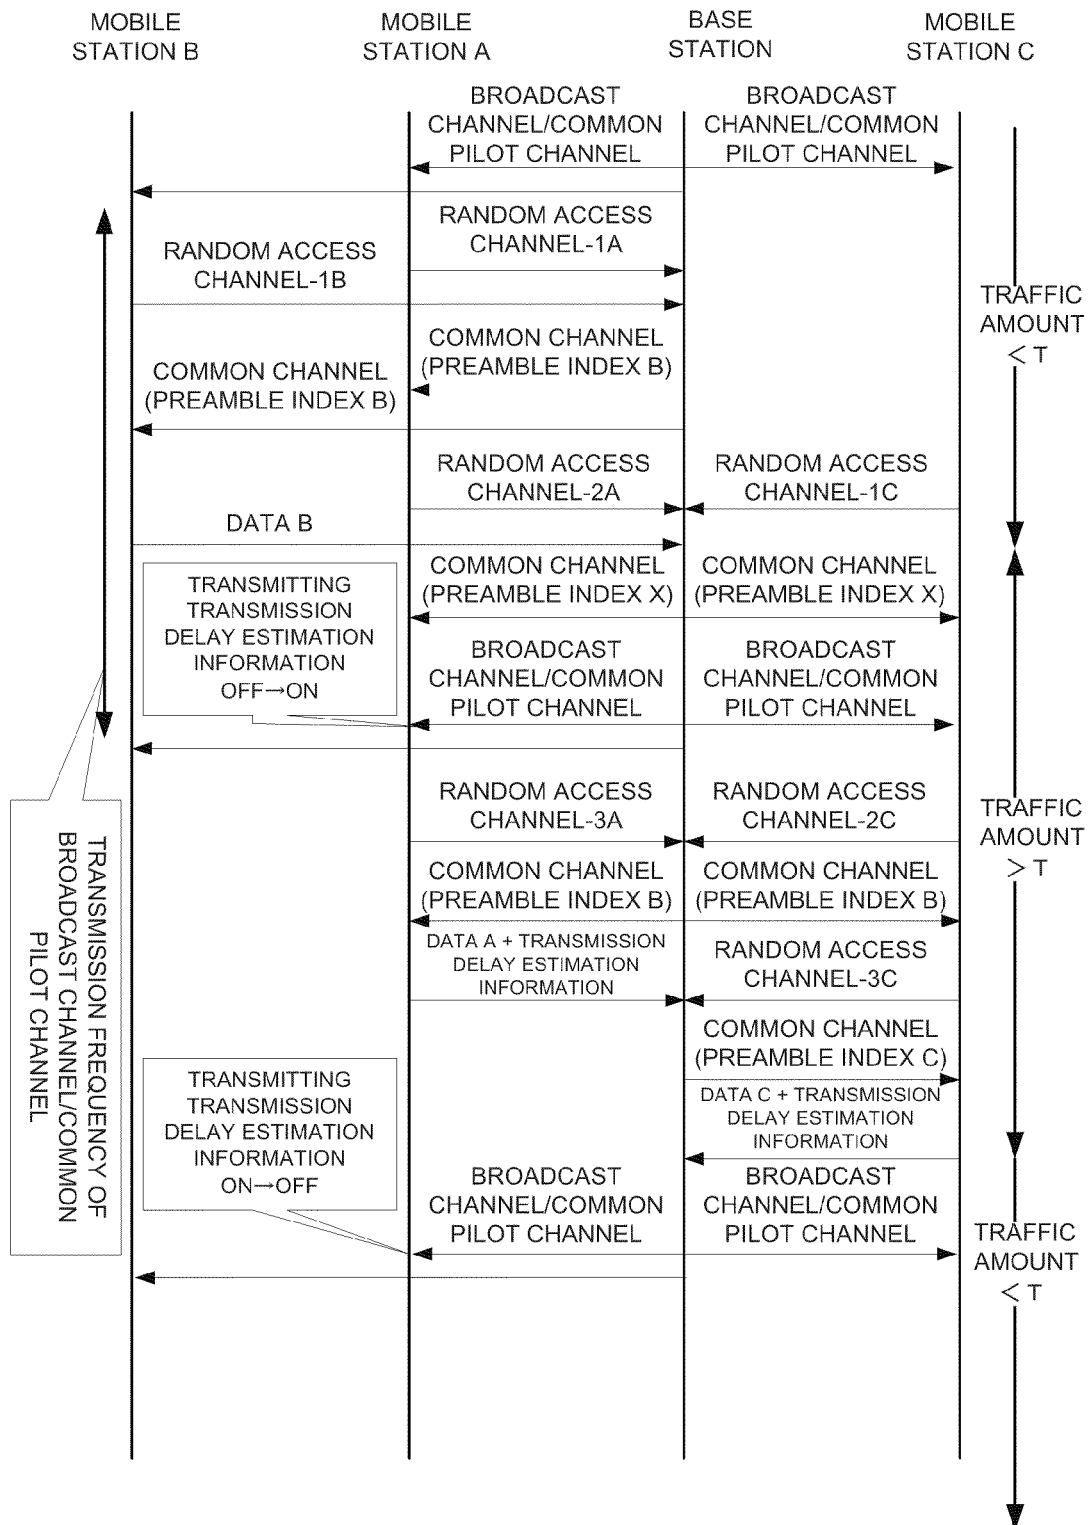 MOBILE
STATION B
MOBILE
STATION A
BASE
STATION
MOBILE
STATION C
BROADCAST
CHANNEL/COMMON
PILOT CHANNEL
BROADCAST
CHANNEL/COMMON
PILOT CHANNEL
RANDOM ACCESS
CHANNEL-1A
RANDOM ACCESS
CHANNEL-1B
TRAFFIC
AMOUNT
< T
COMMON CHANNEL
(PREAMBLE INDEX B)
COMMON CHANNEL
(PREAMBLE INDEX B)
RANDOM ACCESS
CHANNEL-2A
RANDOM ACCESS
CHANNEL-1C
DATA B
COMMON CHANNEL
(PREAMBLE INDEX X)
COMMON CHANNEL
(PREAMBLE INDEX X)
TRANSMITTING
TRANSMISSION
DELAY ESTIMATION
INFORMATION
OFF→ON
BROADCAST
CHANNEL/COMMON
PILOT CHANNEL
BROADCAST
CHANNEL/COMMON
PILOT CHANNEL
RANDOM ACCESS
CHANNEL-3A
RANDOM ACCESS
CHANNEL-2C
TRAFFIC
AMOUNT
> T
TRANSMISSION FREQUENCY OF
BROADCAST CHANNEL/COMMON
PILOT CHANNEL
COMMON CHANNEL
(PREAMBLE INDEX B)
COMMON CHANNEL
(PREAMBLE INDEX B)
DATA A + TRANSMISSION
DELAY ESTIMATION
INFORMATION
RANDOM ACCESS
CHANNEL-3C
COMMON CHANNEL
(PREAMBLE INDEX C)
TRANSMITTING
TRANSMISSION
DELAY ESTIMATION
INFORMATION
ON→OFF
DATA C + TRANSMISSION
DELAY ESTIMATION
INFORMATION
BROADCAST
CHANNEL/COMMON
PILOT CHANNEL
BROADCAST
CHANNEL/COMMON
PILOT CHANNEL
TRAFFIC
AMOUNT
< T